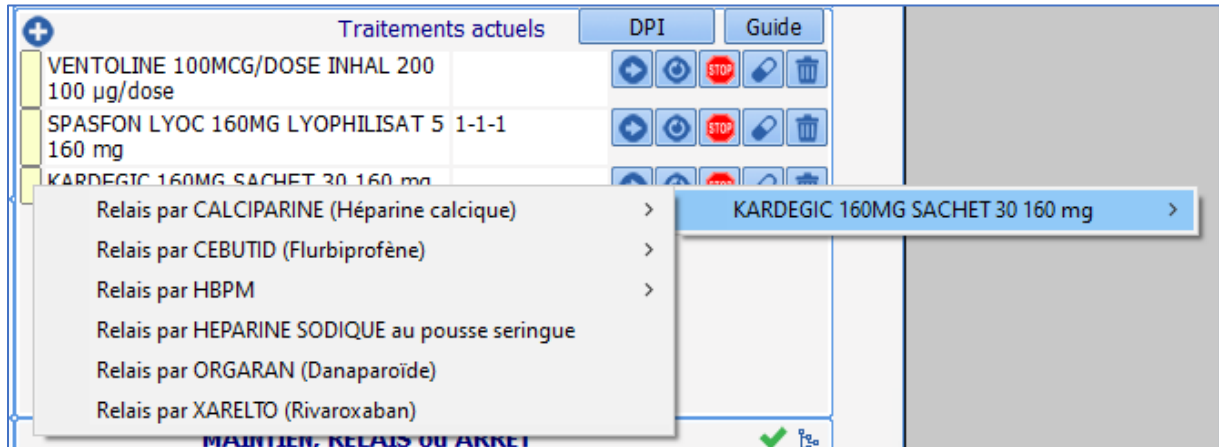 Traitements actuels DPI Guide
VENTOLINE 100MCG/DOSE INHAL 200
100 µg/dose
STOP
SPASFON LYOC 160MG LYOPHILISAT 5 1-1-1
160 mg
STOP
KARDEGIC 160MG SACHET 30 160 mg
Relais par CALCIPARINE (Héparine calcique) >
KARDEGIC 160MG SACHET 30 160 mg >
Relais par CEBUTID (Flurbiprofène) >
Relais par HBPM >
Relais par HEPARINE SODIQUE au pousse seringue
Relais par ORGARAN (Danaparoïde)
Relais par XARELTO (Rivaroxaban)
MAINTIEN, RELAIS ou ARRET